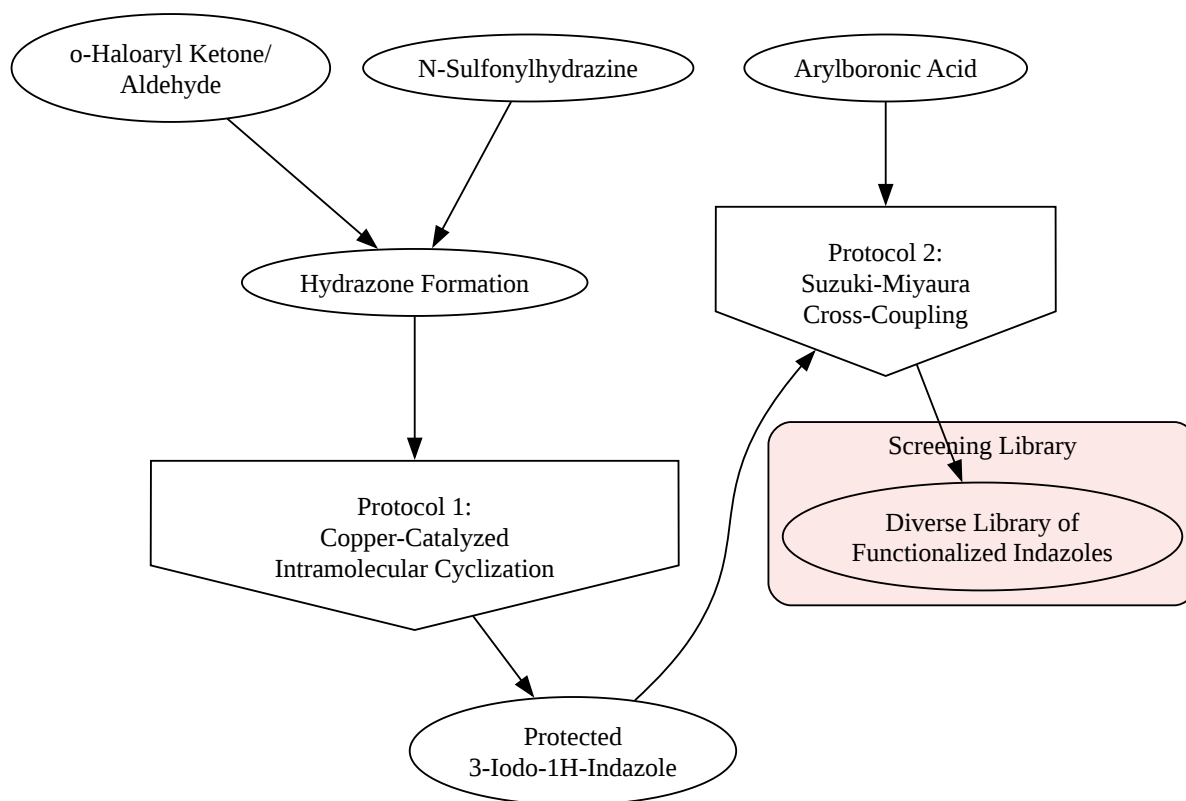 o-Haloaryl Ketone/
Aldehyde
N-Sulfonylhydrazine
Arylboronic Acid
Hydrazone Formation
Protocol 2:
Suzuki-Miyaura
Cross-Coupling
Screening Library
Protocol 1:
Copper-Catalyzed
Intramolecular Cyclization
Diverse Library of
Functionalized Indazoles
Protected
3-Iodo-1H-Indazole